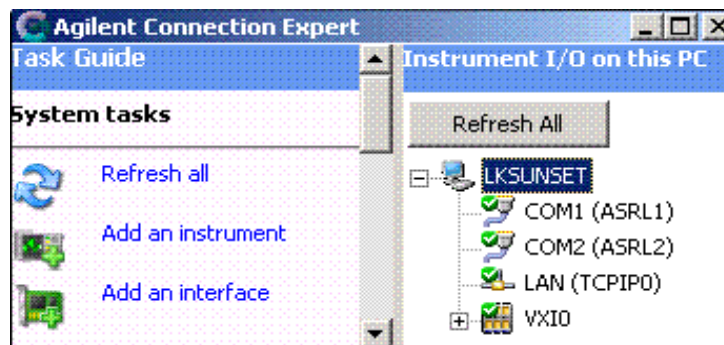 Agilent Connection Expert
Task Guide
System tasks
Refresh all
Add an instrument
Add an interface
Instrument I/O on this PC
Refresh All
LKSUNSET
COM1 (ASRL1)
COM2 (ASRL2)
LAN (TCPIP0)
VXI0